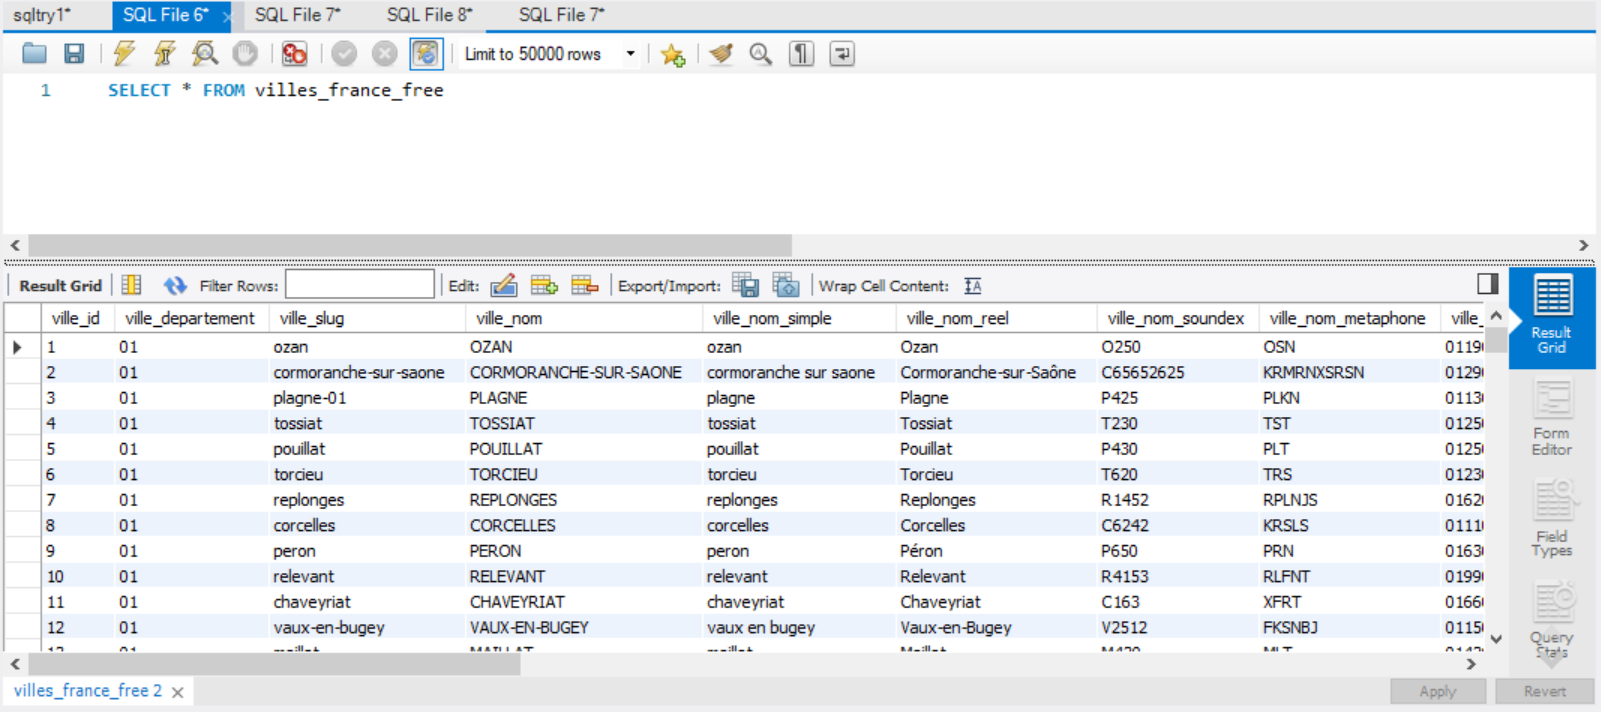 sqltry1* SQL File 6* SQL File 7* SQL File 8* SQL File 7*
Limit to 50000 rows
1 SELECT * FROM villes_france_free
Result Grid Filter Rows: Edit: Export/Import: Wrap Cell Content:
ville_id ville_departement ville_slug ville_nom ville_nom_simple ville_nom_reel ville_nom_soundex ville_nom_metaphone ville_
1 01 ozan OZAN ozan Ozan O250 OSN 0119
2 01 cormoranche-sur-saone CORMORANCHE-SUR-SAONE cormoranche sur saone Cormoranche-sur-Saône C65652625 KRMRNXSRSN 0129
3 01 plagne-01 PLAGNE plagne Plagne P425 PLKN 0113
4 01 tossiat TOSSIAT tossiat Tossiat T230 TST 0125
5 01 pouillat POUILLAT pouillat Pouillat P430 PLT 0125
6 01 torcieu TORCIEU torcieu Torcieu T620 TRS 0123
7 01 replonges REPLONGES replonges Replonges R1452 RPLNJS 0162
8 01 corcelles CORCELLES corcelles Corcelles C6242 KRSLS 0111
9 01 peron PERON peron Péron P650 PRN 0163
10 01 relevant RELEVANT relevant Relevant R4153 RLFNT 0199
11 01 chaveyriat CHAVEYRIAT chaveyriat Chaveyriat C163 XFRT 0166
12 01 vaux-en-bugey VAUX-EN-BUGEY vaux en bugey Vaux-en-Bugey V2512 FKSNBJ 0115
Result
Grid
Form
Editor
Field
Types
Query
Stats
villes_france_free 2
Apply Revert